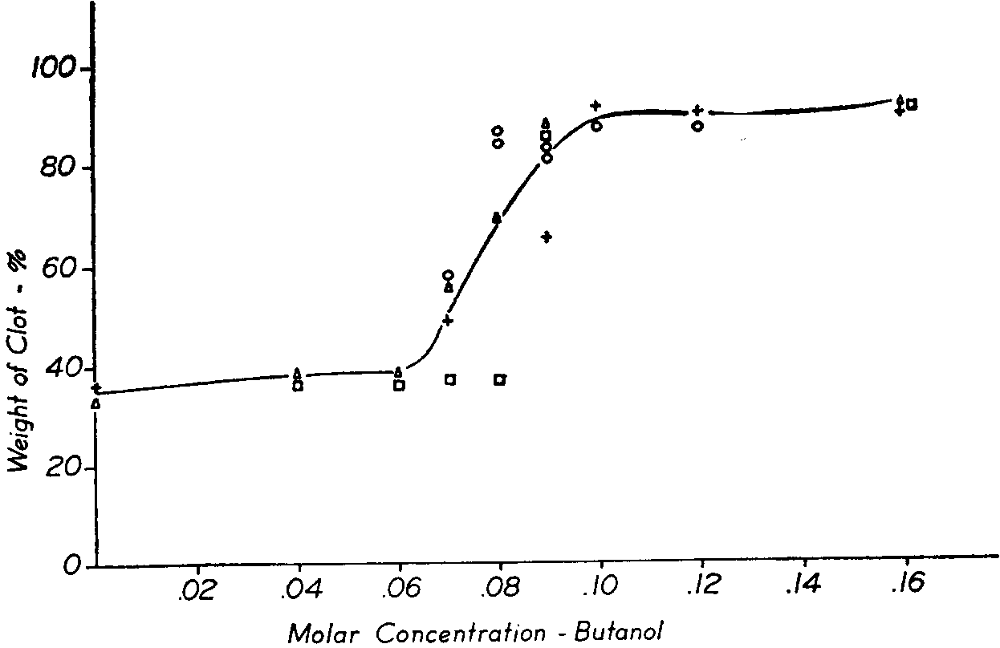 100
80
60
40
20
0
Weight of Clot - %
.02 .04 .06 .08 .10 .12 .14 .16
Molar Concentration - Butanol